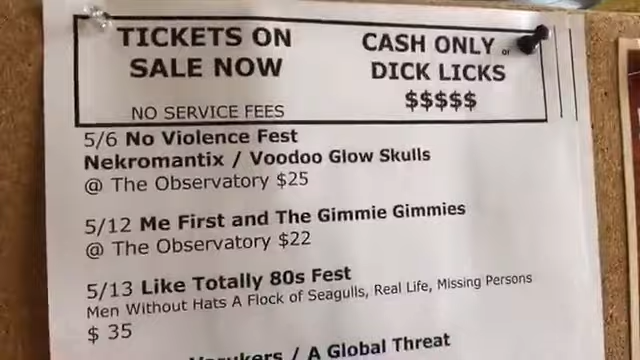 TICKETS ON
SALE NOW
NO SERVICE FEES
CASH ONLY or
DICK LICKS
$$$$$
5/6 No Violence Fest
Nekromantix / Voodoo Glow Skulls
@ The Observatory $25
5/12 Me First and The Gimmie Gimmies
@ The Observatory $22
5/13 Like Totally 80s Fest
Men Without Hats A Flock of Seagulls, Real Life, Missing Persons
$ 35
/ A Global Threat